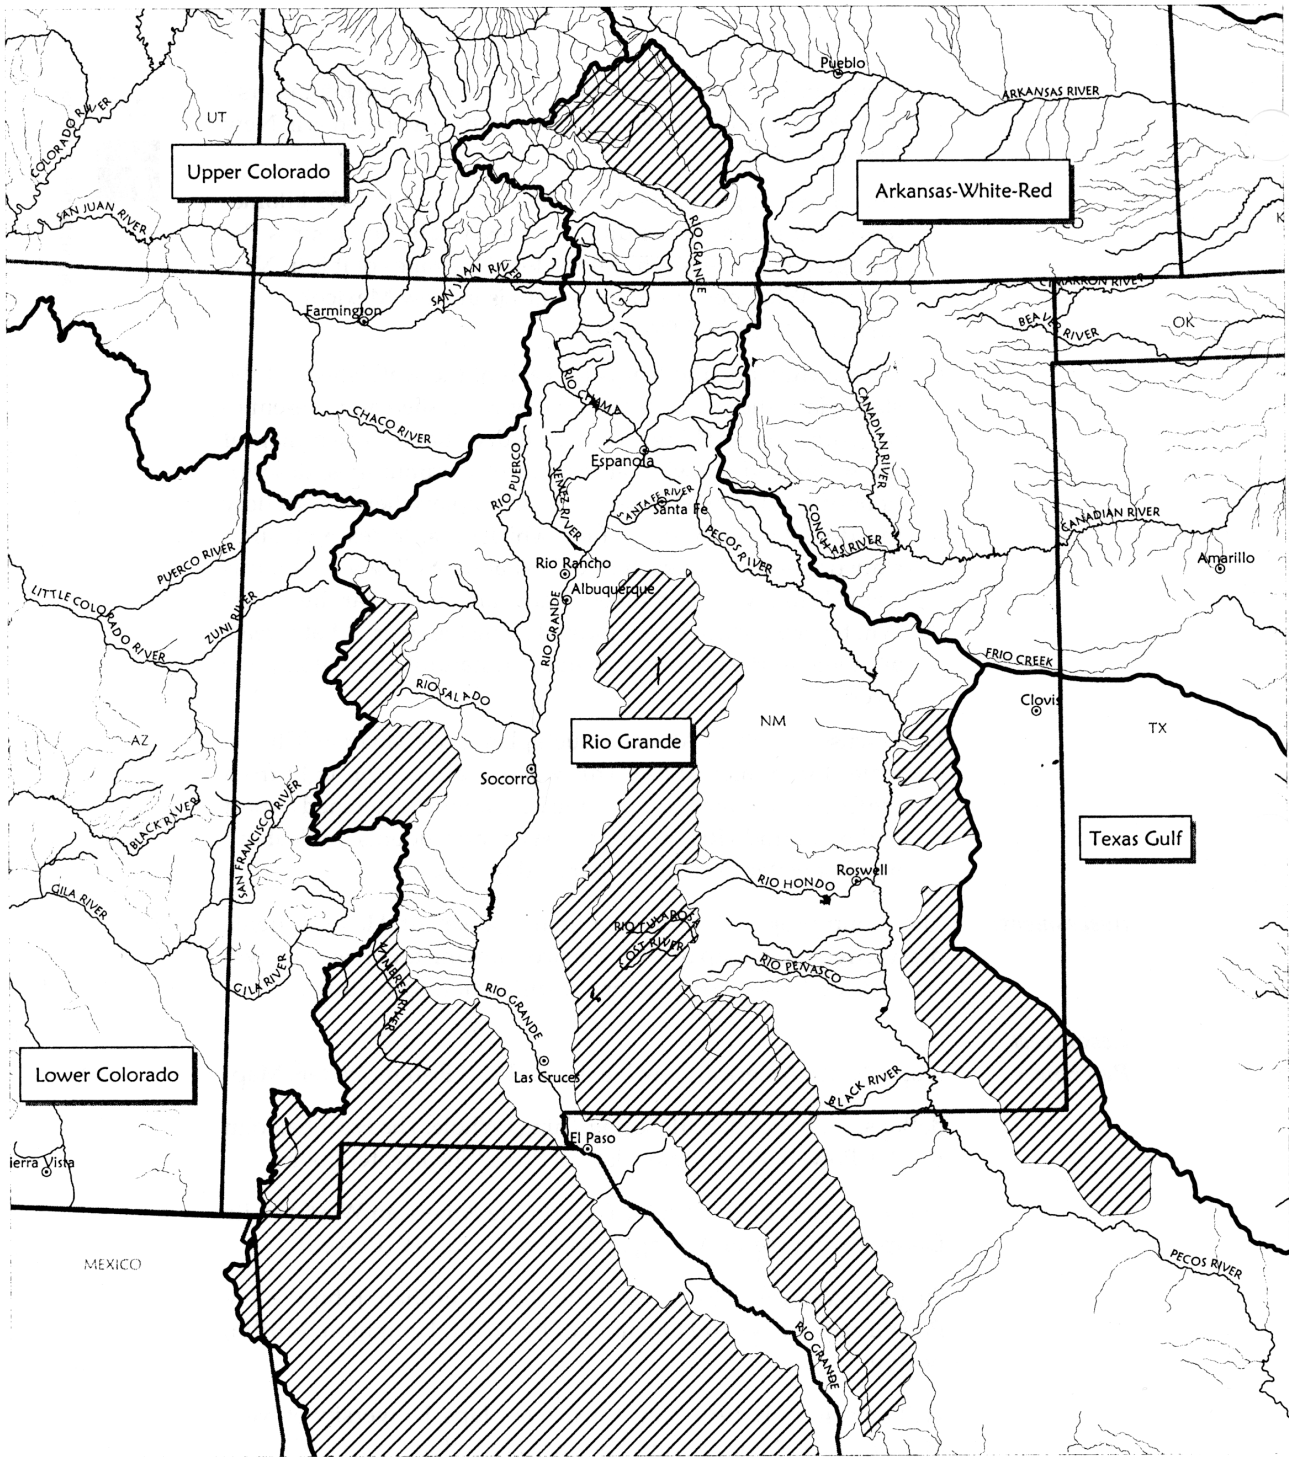 Pueblo
ARKANSAS RIVER
COLORADO RIVER
UT
Upper Colorado
Arkansas-White-Red
SAN JUAN RIVER
CO
K
RIO GRANDE
SAN JUAN RIVER
CIMARRON RIVER
Farmington
BEAVER RIVER
OK
RIO CHAMA
CHACO RIVER
CANADIAN RIVER
Espanola
RIO PUERCO
JEMEZ RIVER
SANTA FE RIVER
Santa Fe
CONCHAS RIVER
CANADIAN RIVER
PECOS RIVER
PUERCO RIVER
Rio Rancho
Amarillo
Albuquerque
LITTLE COLORADO RIVER
ZUNI RIVER
RIO GRANDE
FRIO CREEK
RIO SALADO
Clovis
NM
TX
AZ
Rio Grande
Socorro
BLACK RIVER
SAN FRANCISCO RIVER
Texas Gulf
GILA RIVER
RIO HONDO
Roswell
RIO TULAROSA
LOST RIVER
RIO PENASCO
GILA RIVER
MIMBRES RIVER
RIO GRANDE
Lower Colorado
Las Cruces
BLACK RIVER
El Paso
ierra Vista
MEXICO
PECOS RIVER
RIO GRANDE